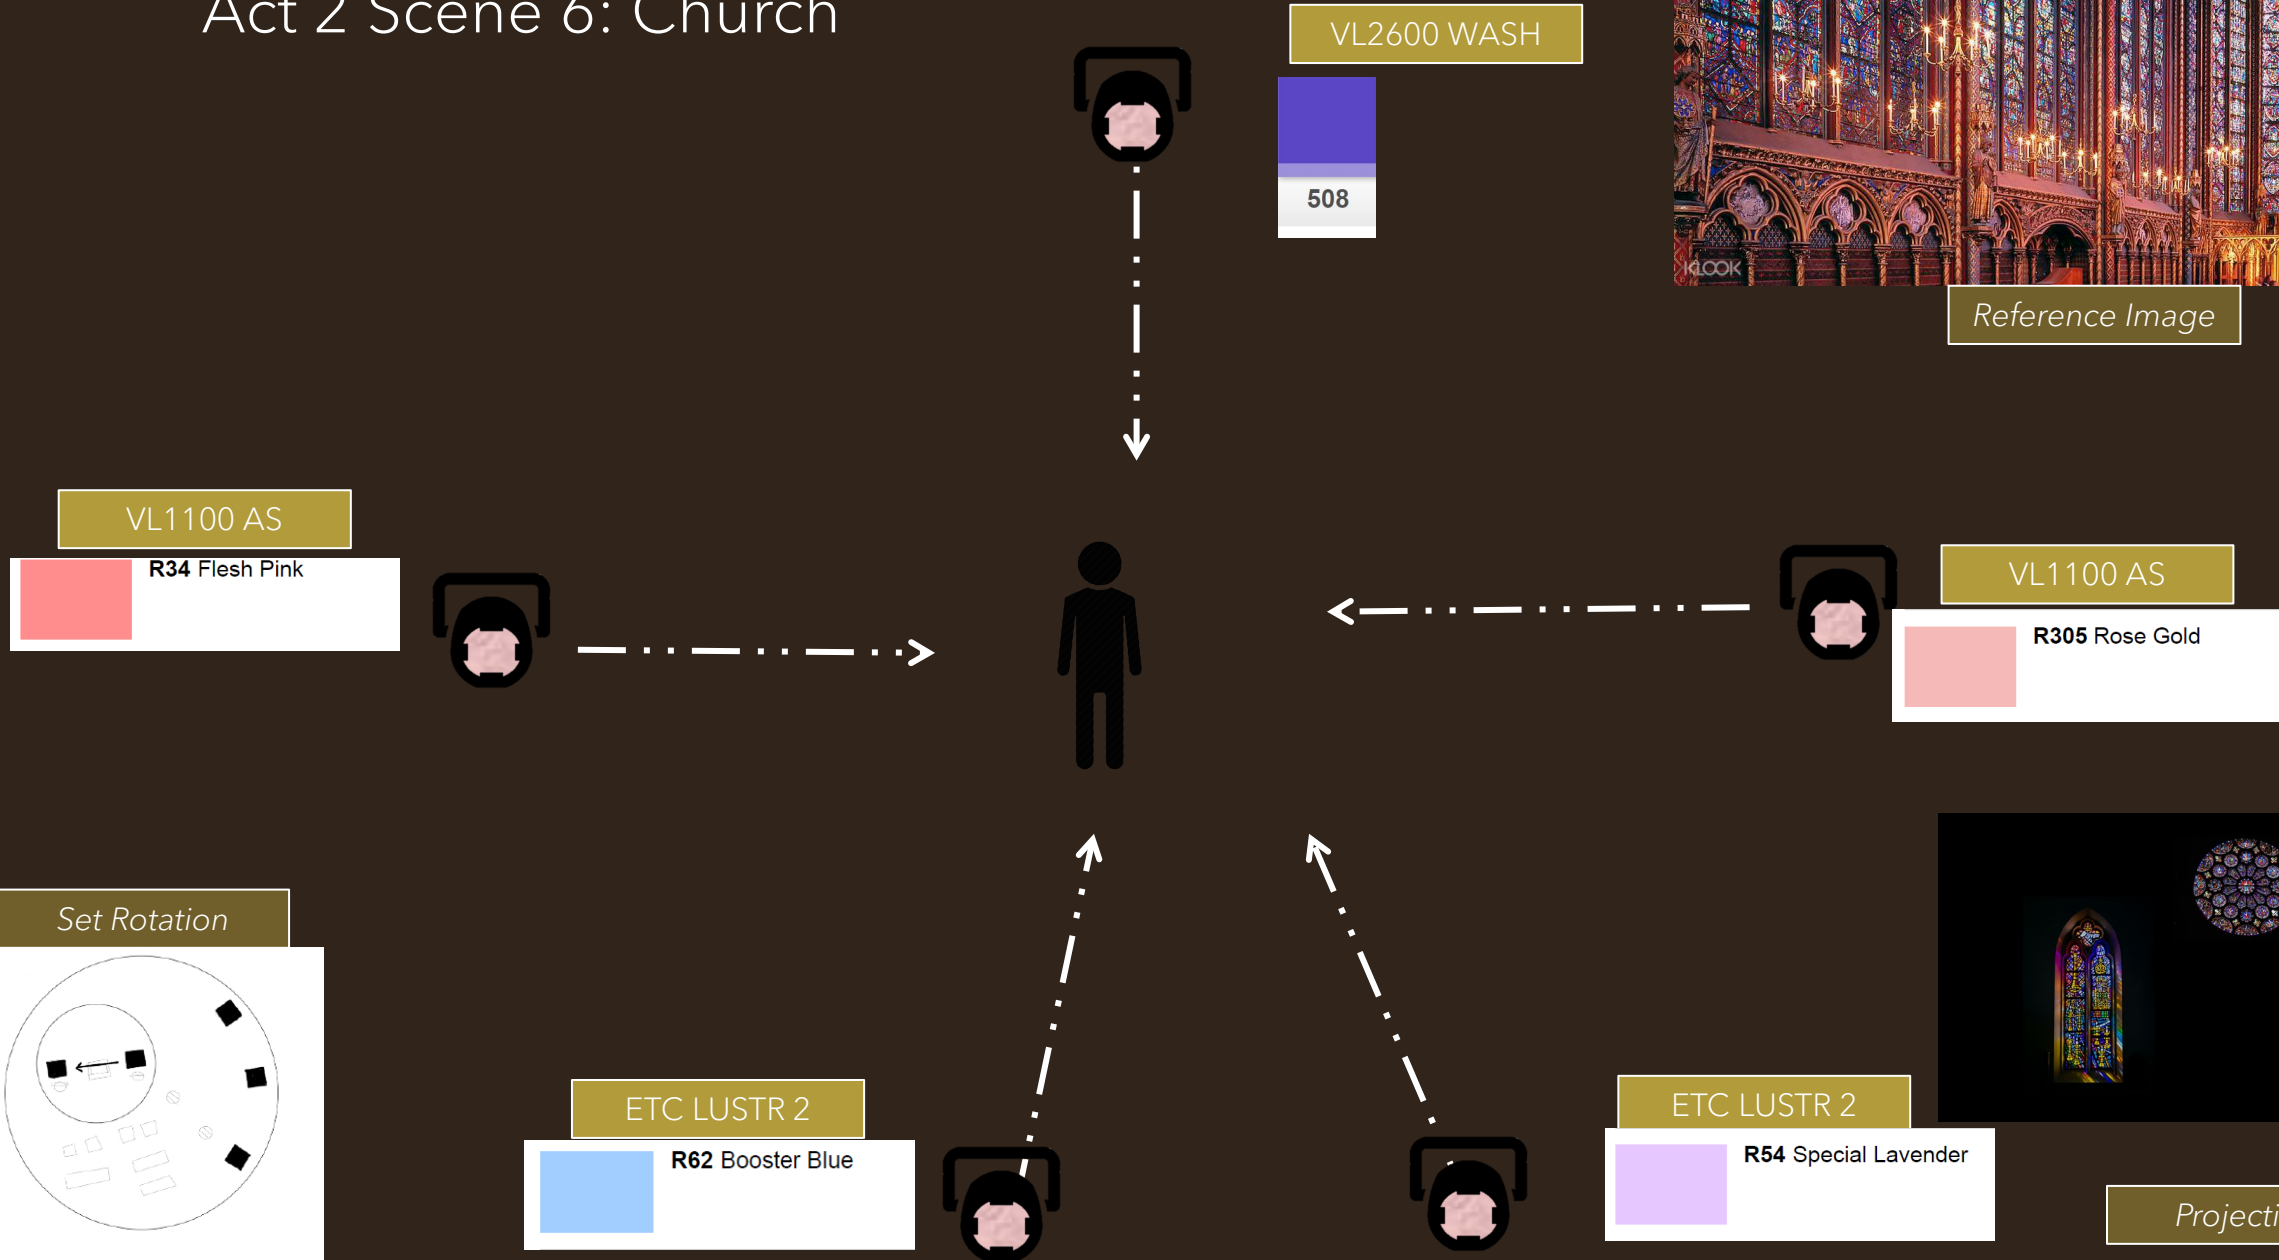 Act 2 Scene 6: Church
VL2600 WASH
508
KLOOK
Reference Image
VL1100 AS
R34 Flesh Pink
VL1100 AS
R305 Rose Gold
Set Rotation
ETC LUSTR 2
R62 Booster Blue
ETC LUSTR 2
R54 Special Lavender